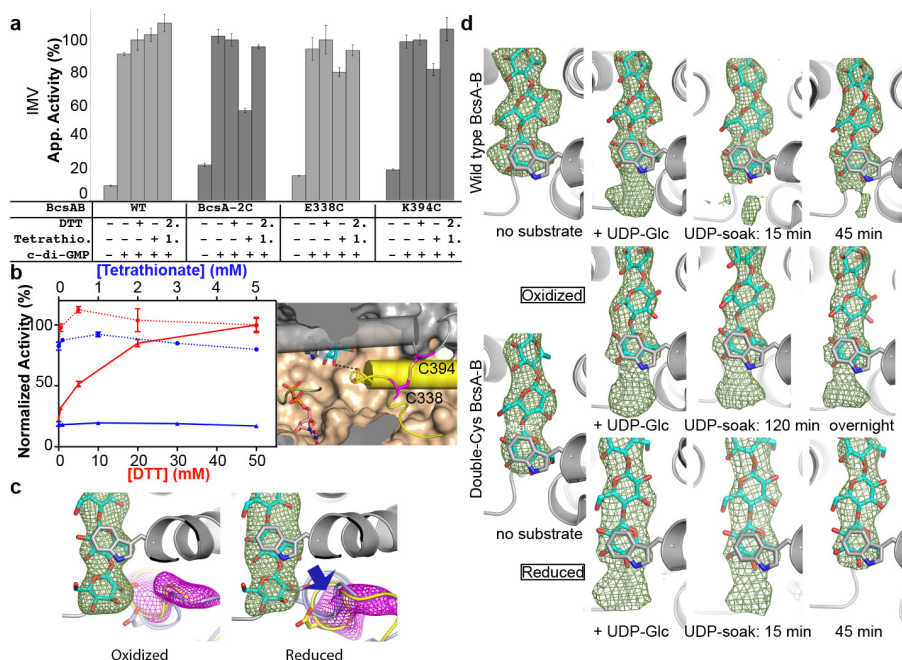 a
100
80
60
40
20
0
IMV
App. Activity (%)
BcsAB WT BcsA-2C E338C K394C
DTT - - + - 2. - - + - 2. - - + - 2. - - + - 2.
Tetrathio. - - - + 1. - - - + 1. - - - + 1. - - - + 1.
c-di-GMP - + + + + - + + + + - + + + + - + + + +
b
[Tetrathionate] (mM)
0 1 2 3 4 5
Normalized Activity (%)
100
50
0
0 10 20 30 40 50
[DTT] (mM)
C394
C338
c
Oxidized
Reduced
d
Wild type BcsA-B
no substrate
+ UDP-Glc
UDP-soak: 15 min
45 min
Oxidized
Double-Cys BcsA-B
no substrate
+ UDP-Glc
UDP-soak: 120 min
overnight
Reduced
+ UDP-Glc
UDP-soak: 15 min
45 min